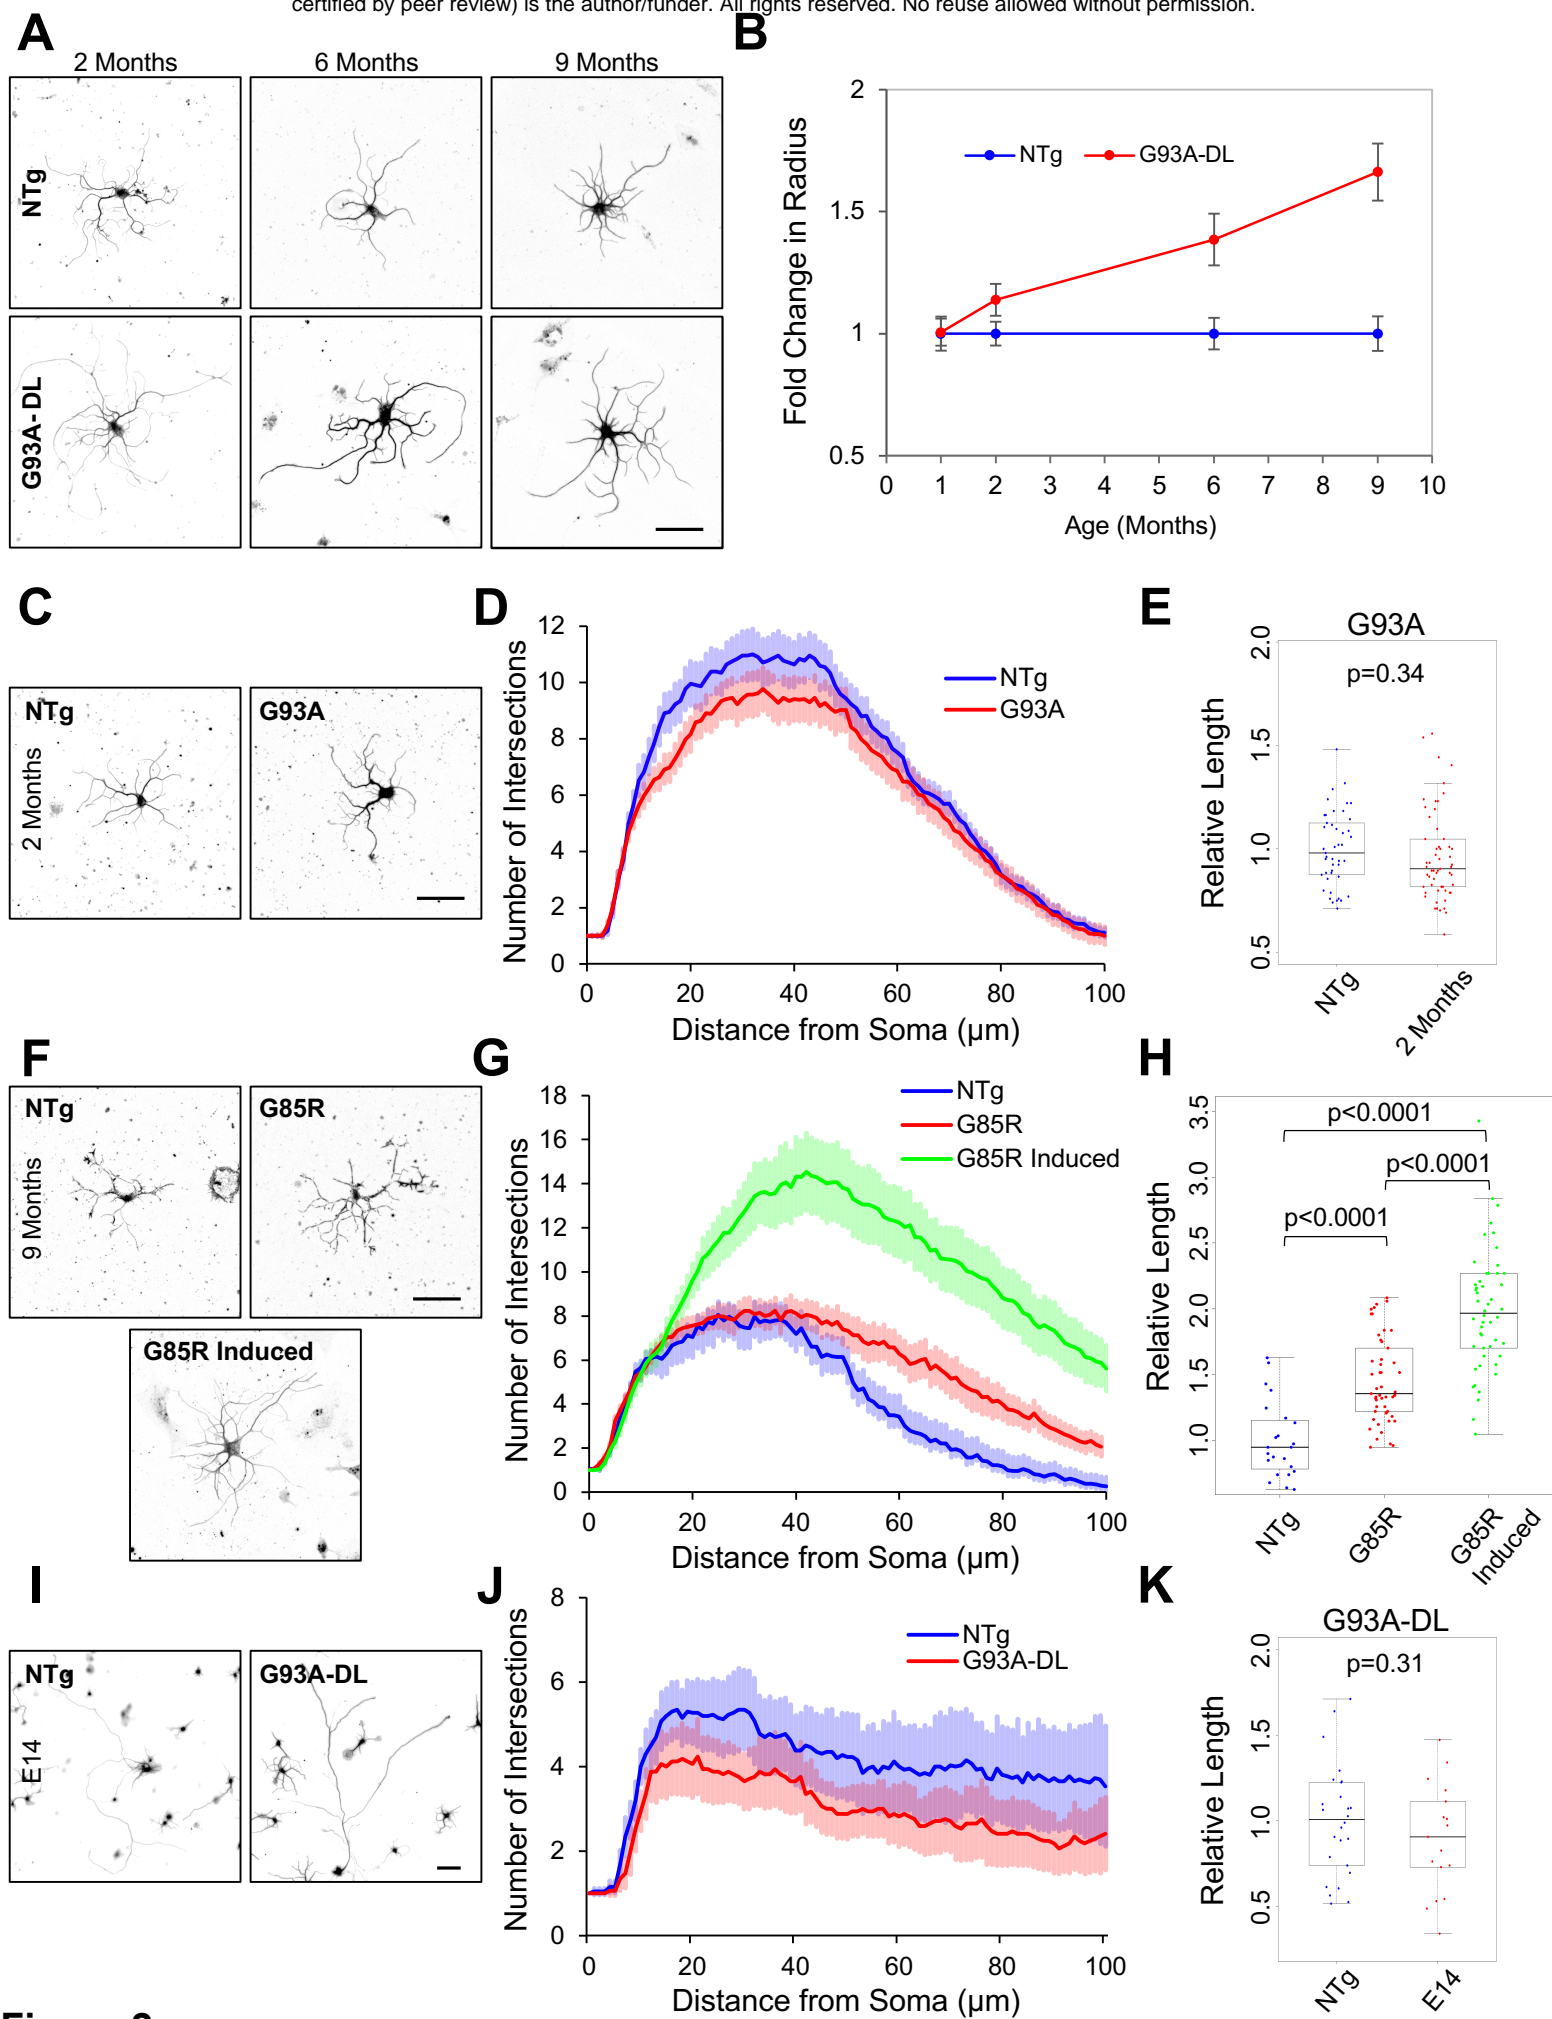 certified by peer review) is the author/funder. All rights reserved. No reuse allowed without permission.
A
2 Months
6 Months
9 Months
NTg
G93A- DL
B
2
1.5
1
0.5
Fold Change in Radius
NTg
G93A-DL
0 1 2 3 4 5 6 7 8 9 10
Age (Months)
C
NTg
G93A
2 Months
D
12
10
8
6
4
2
0
Number of Intersections
NTg
G93A
0 20 40 60 80 100
Distance from Soma (µm)
E
G93A
p=0.34
2.0
1.5
1.0
0.5
Relative Length
NTg
2 Months
F
NTg
G85R
9 Months
G85R Induced
G
18
16
14
12
10
8
6
4
2
0
Number of Intersections
NTg
G85R
G85R Induced
0 20 40 60 80 100
Distance from Soma (µm)
H
3.5
3.0
2.5
2.0
1.5
1.0
Relative Length
p<0.0001
p<0.0001
p<0.0001
NTg
G85R
G85R
Induced
I
NTg
G93A-DL
E14
J
8
6
4
2
0
Number of Intersections
NTg
G93A-DL
0 20 40 60 80 100
Distance from Soma (µm)
K
G93A-DL
p=0.31
2.0
1.5
1.0
0.5
Relative Length
NTg
E14